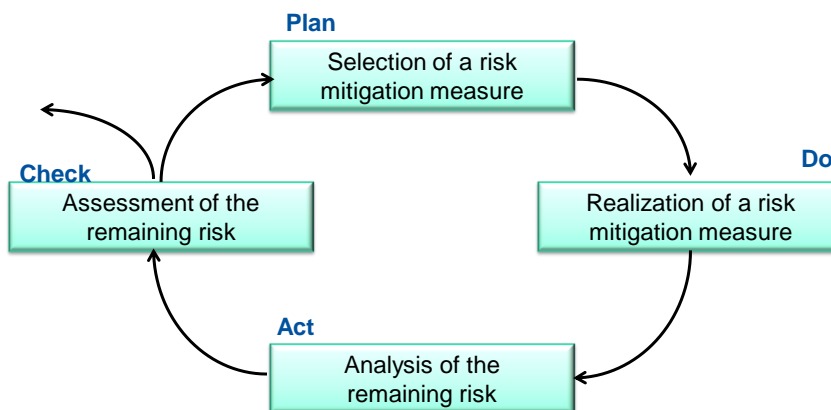 Plan
Selection of a risk
mitigation measure
Do
Realization of a risk
mitigation measure
Check
Assessment of the
remaining risk
Act
Analysis of the
remaining risk